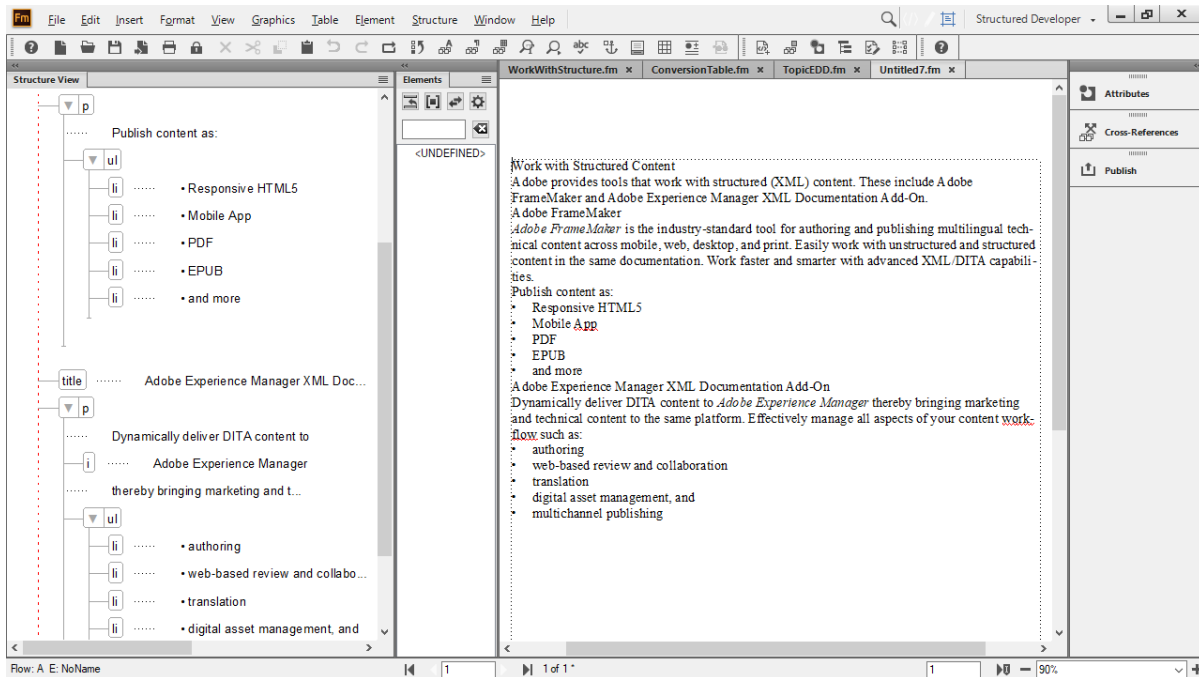 Fm File Edit Insert Format View Graphics Table Element Structure Window Help Structured Developer
Structure View
Elements
WorkWithStructure.fm × ConversionTable.fm × TopicEDD.fm × Untitled7.fm ×
p
Publish content as:
ul
li • Responsive HTML5
li • Mobile App
li • PDF
li • EPUB
li • and more
title Adobe Experience Manager XML Doc...
p
Dynamically deliver DITA content to
i Adobe Experience Manager
thereby bringing marketing and t...
ul
li • authoring
li • web-based review and collabo...
li • translation
li • digital asset management, and
<UNDEFINED>
Work with Structured Content
Adobe provides tools that work with structured (XML) content. These include Adobe
FrameMaker and Adobe Experience Manager XML Documentation Add-On.
Adobe FrameMaker
Adobe FrameMaker is the industry-standard tool for authoring and publishing multilingual tech-
nical content across mobile, web, desktop, and print. Easily work with unstructured and structured
content in the same documentation. Work faster and smarter with advanced XML/DITA capabili-
ties.
Publish content as:
• Responsive HTML5
• Mobile App
• PDF
• EPUB
• and more
Adobe Experience Manager XML Documentation Add-On
Dynamically deliver DITA content to Adobe Experience Manager thereby bringing marketing
and technical content to the same platform. Effectively manage all aspects of your content work-
flow such as:
• authoring
• web-based review and collaboration
• translation
• digital asset management, and
• multichannel publishing
Attributes
Cross-References
Publish
Flow: A E: NoName
1
1 of 1 *
1
90%